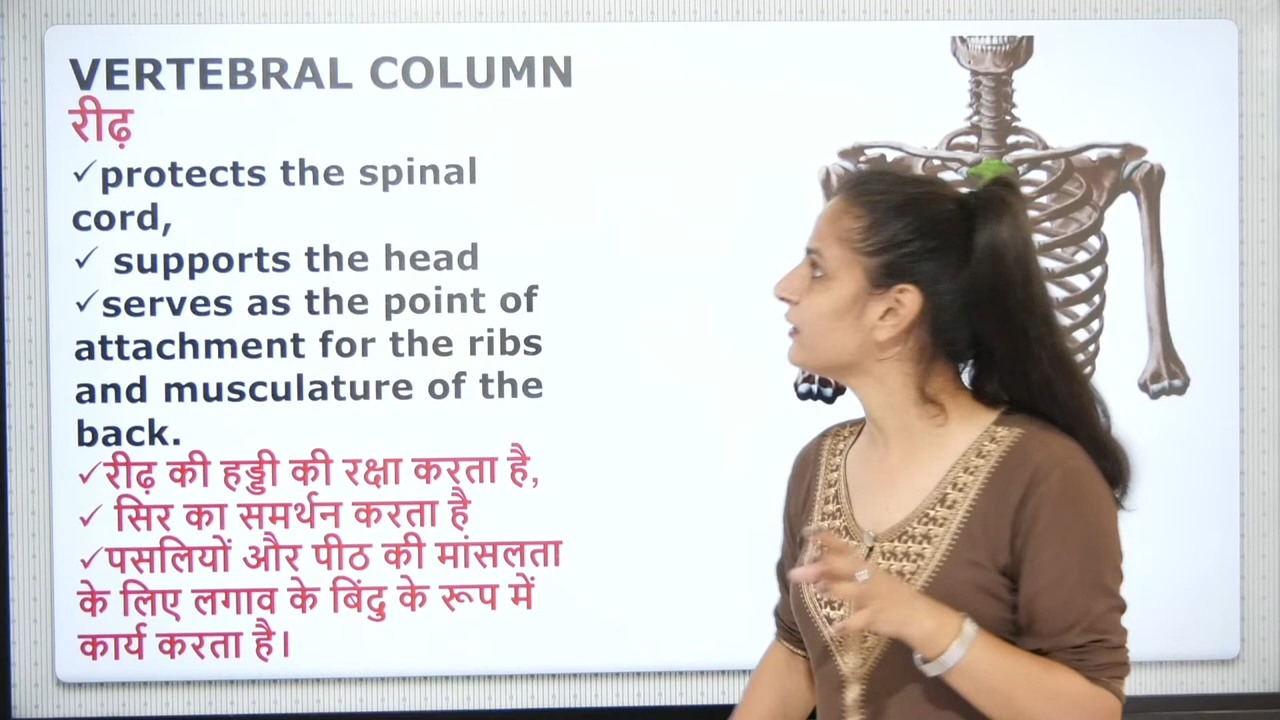 VERTEBRAL COLUMN
रीढ़
✓protects the spinal
cord,
✓ supports the head
✓serves as the point of
attachment for the ribs
and musculature of the
back.
✓रीढ़ की हड्डी की रक्षा करता है,
✓ सिर का समर्थन करता है
✓पसलियों और पीठ की मांसलता
के लिए लगाव के बिंदु के रूप में
कार्य करता है।